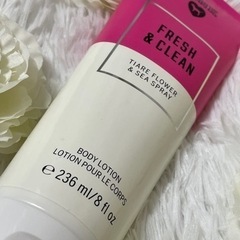 FRESH
& CLEAN
TIARE FLOWER
& SEA SPRAY
BODY LOTION
LOTION POUR LE CORPS
e 236 ml/8 fl oz